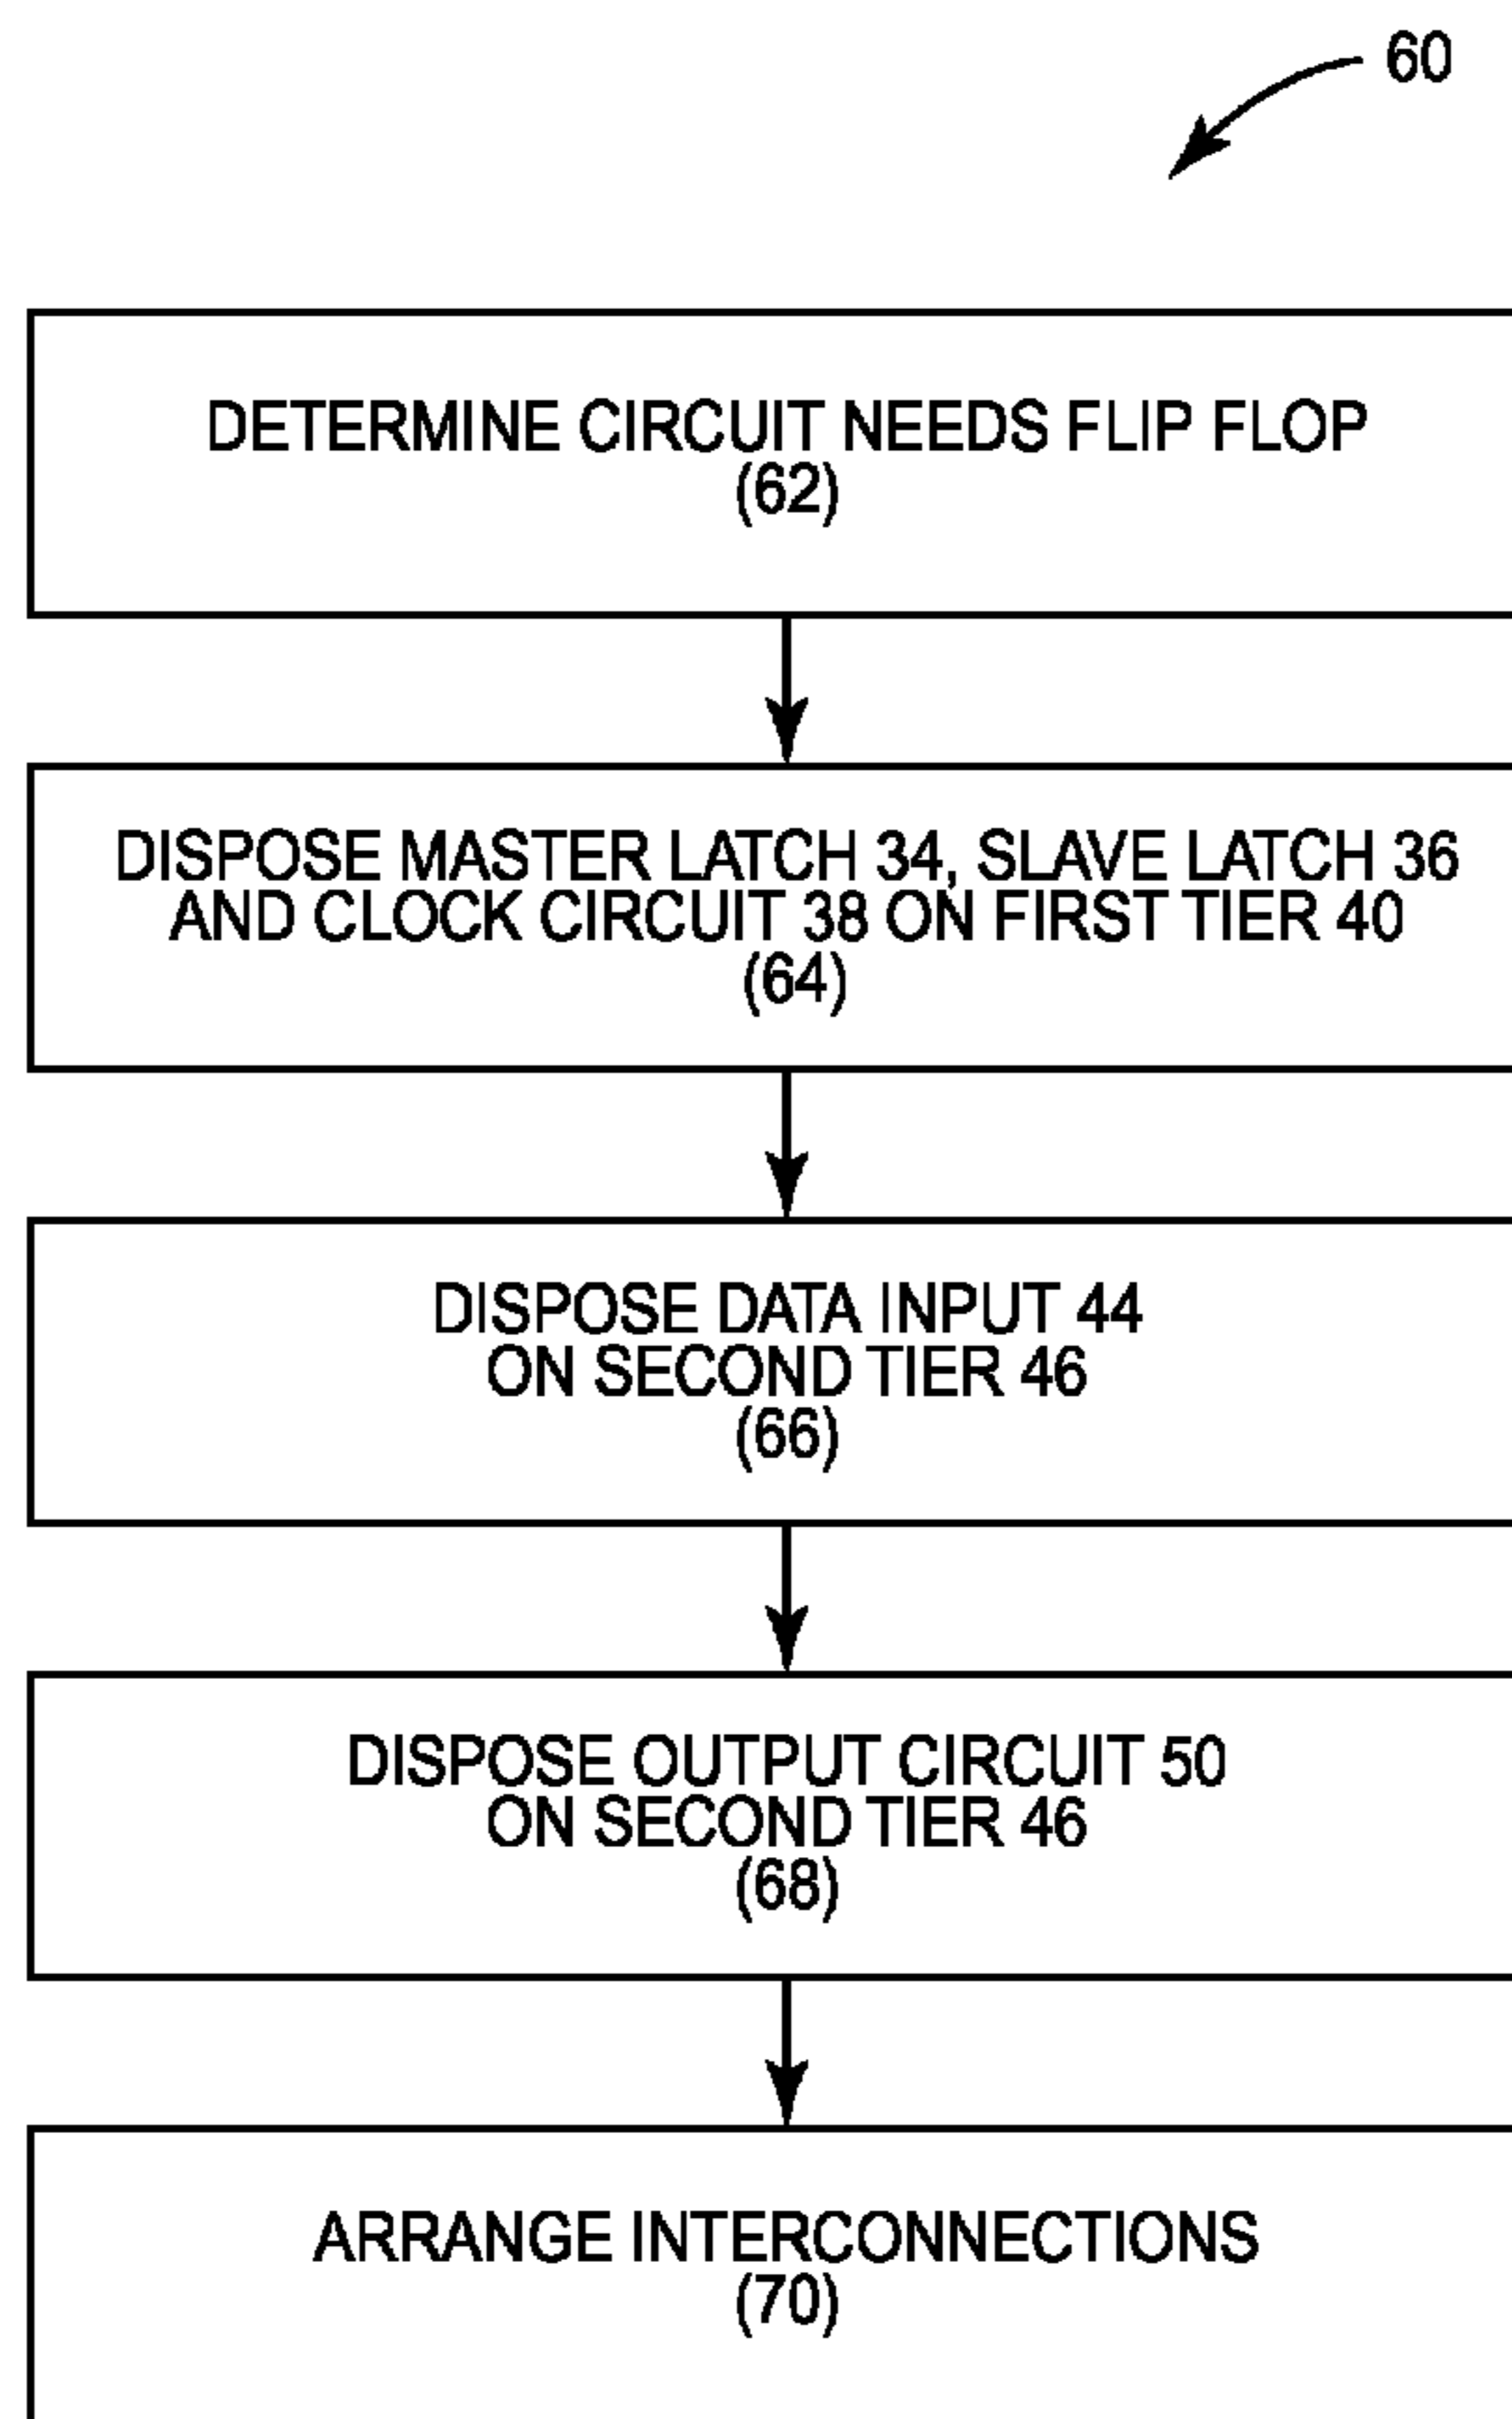 60
DETERMINE CIRCUIT NEEDS FLIP FLOP
(62)
DISPOSE MASTER LATCH 34, SLAVE LATCH 36
AND CLOCK CIRCUIT 38 ON FIRST TIER 40
(64)
DISPOSE DATA INPUT 44
ON SECOND TIER 46
(66)
DISPOSE OUTPUT CIRCUIT 50
ON SECOND TIER 46
(68)
ARRANGE INTERCONNECTIONS
(70)